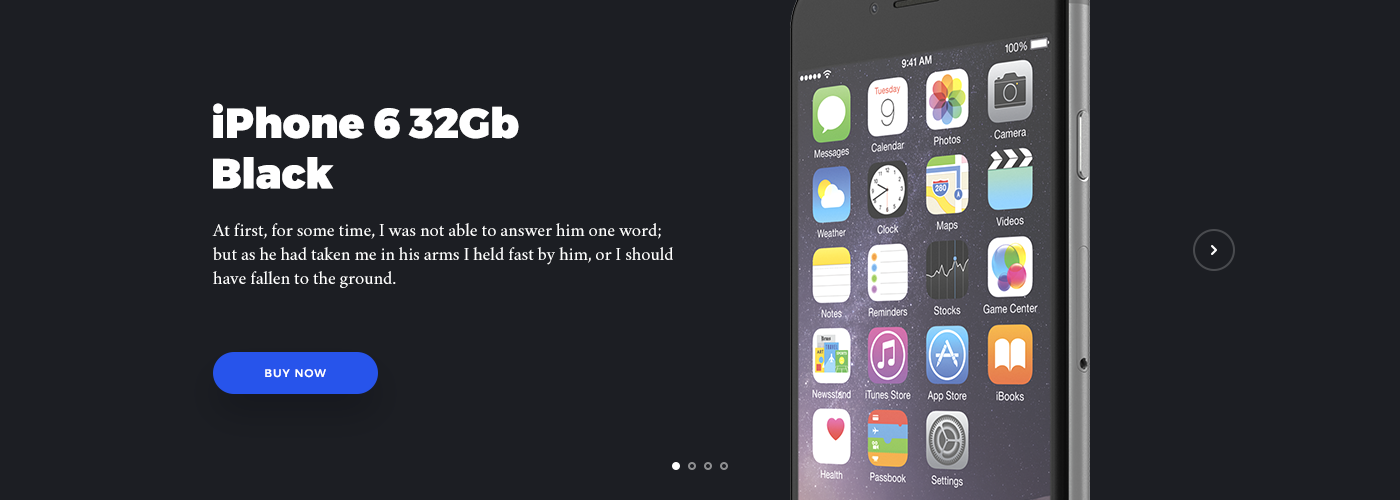 iPhone 6 32Gb
Black
At first, for some time, I was not able to answer him one word;
but as he had taken me in his arms I held fast by him, or I should
have fallen to the ground.
BUY NOW
9:41 AM
100%
Messages
Tuesday
9
Calendar
Photos
Camera
Weather
Clock
280
Maps
Videos
Notes
Reminders
Stocks
Game Center
Newsstand
iTunes Store
App Store
iBooks
Health
Passbook
Settings